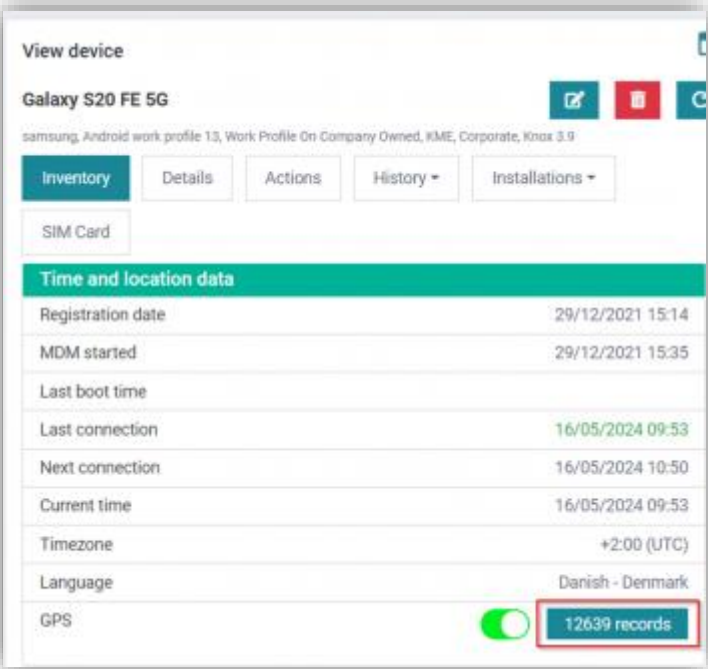 View device
Galaxy S20 FE 5G
samsung, Android work profile 13, Work Profile On Company Owned, KME, Corporate, Knox 3.9
Inventory Details Actions History Installations
SIM Card
Time and location data
Registration date 29/12/2021 15:14
MDM started 29/12/2021 15:35
Last boot time
Last connection 16/05/2024 09:53
Next connection 16/05/2024 10:50
Current time 16/05/2024 09:53
Timezone +2:00 (UTC)
Language Danish - Denmark
GPS 12639 records